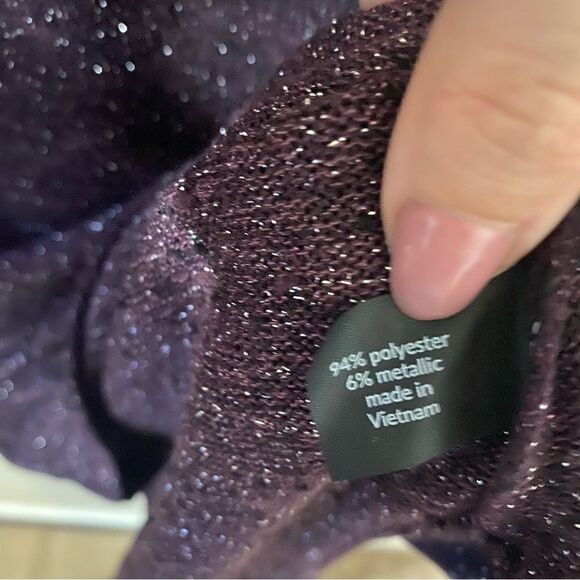 94% polyester
6% metallic
made in
Vietnam